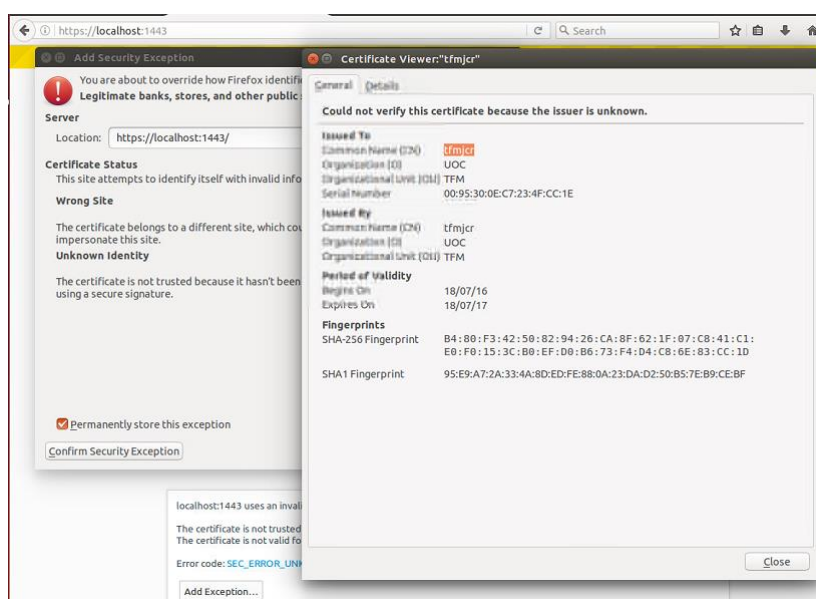 https://localhost:1443
Search
Add Security Exception
You are about to override how Firefox identifi
Legitimate banks, stores, and other public
Server
Location: https://localhost:1443/
Certificate Status
This site attempts to identify itself with invalid info
Wrong Site
The certificate belongs to a different site, which cou
impersonate this site.
Unknown Identity
The certificate is not trusted because it hasn't been
using a secure signature.
Permanently store this exception
Confirm Security Exception
Certificate Viewer:"tfmjcr"
General Details
Could not verify this certificate because the issuer is unknown.
Issued To
Common Name (CN) tfmjcr
Organization (O) UOC
Organizational Unit (OU) TFM
Serial Number 00:95:30:0E:C7:23:4F:CC:1E
Issued By
Common Name (CN) tfmjcr
Organization (O) UOC
Organizational Unit (OU) TFM
Period of Validity
Begins On 18/07/16
Expires On 18/07/17
Fingerprints
SHA-256 Fingerprint B4:80:F3:42:50:82:94:26:CA:8F:62:1F:07:C8:41:C1:
E0:F0:15:3C:B0:EF:D0:B6:73:F4:D4:C8:6E:83:CC:1D
SHA1 Fingerprint 95:E9:A7:2A:33:4A:8D:ED:FE:88:0A:23:DA:D2:50:B5:7E:B9:CE:BF
Close
localhost:1443 uses an invali
The certificate is not trusted
The certificate is not valid fo
Error code: SEC_ERROR_UNK
Add Exception...